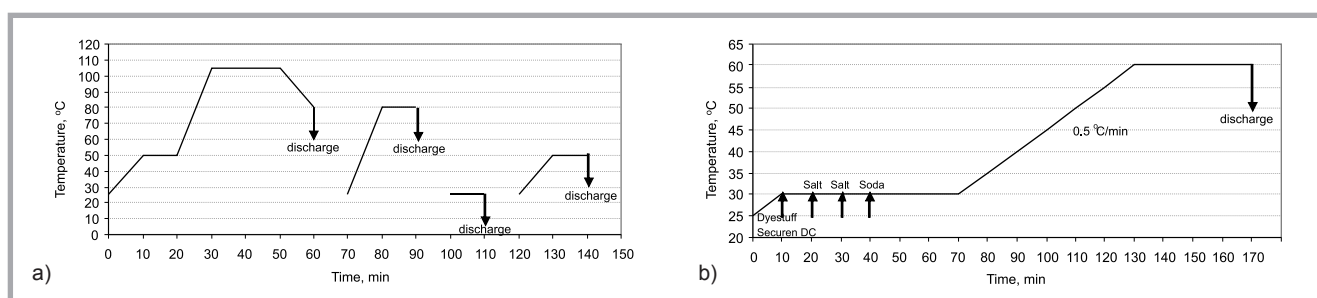 120
110
100
90
80
70
60
50
40
30
20
10
0
Temperature, °C
discharge
discharge
discharge
discharge
0 10 20 30 40 50 60 70 80 90 100 110 120 130 140 150
Time, min
a)
65
60
55
50
45
40
35
30
25
20
Temperature, °C
Salt Salt Soda
Dyestuff
Securen DC
0.5 °C/min
discharge
0 10 20 30 40 50 60 70 80 90 100 110 120 130 140 150 160 170
Time, min
b)